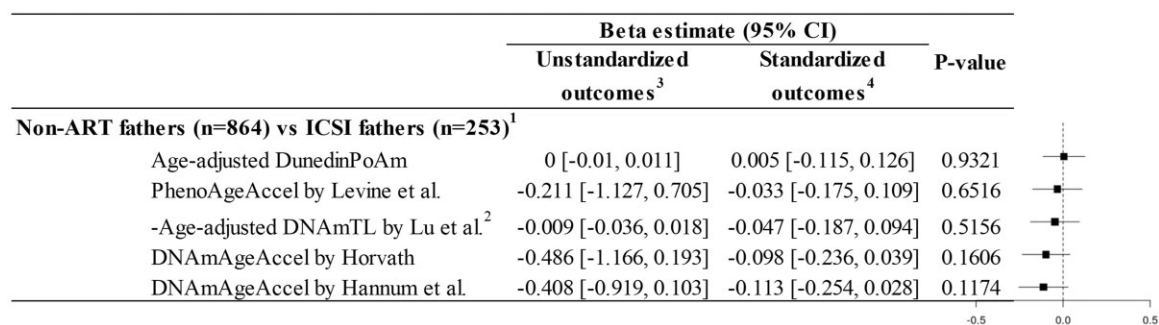 Beta estimate (95% CI)
Unstandardized outcomes³ Standardized outcomes⁴ P-value
Non-ART fathers (n=864) vs ICSI fathers (n=253)¹
Age-adjusted DunedinPoAm 0 [-0.01, 0.011] 0.005 [-0.115, 0.126] 0.9321
PhenoAgeAccel by Levine et al. -0.211 [-1.127, 0.705] -0.033 [-0.175, 0.109] 0.6516
-Age-adjusted DNAmTL by Lu et al.² -0.009 [-0.036, 0.018] -0.047 [-0.187, 0.094] 0.5156
DNAmAgeAccel by Horvath -0.486 [-1.166, 0.193] -0.098 [-0.236, 0.039] 0.1606
DNAmAgeAccel by Hannum et al. -0.408 [-0.919, 0.103] -0.113 [-0.254, 0.028] 0.1174
-0.5 0.0 0.5